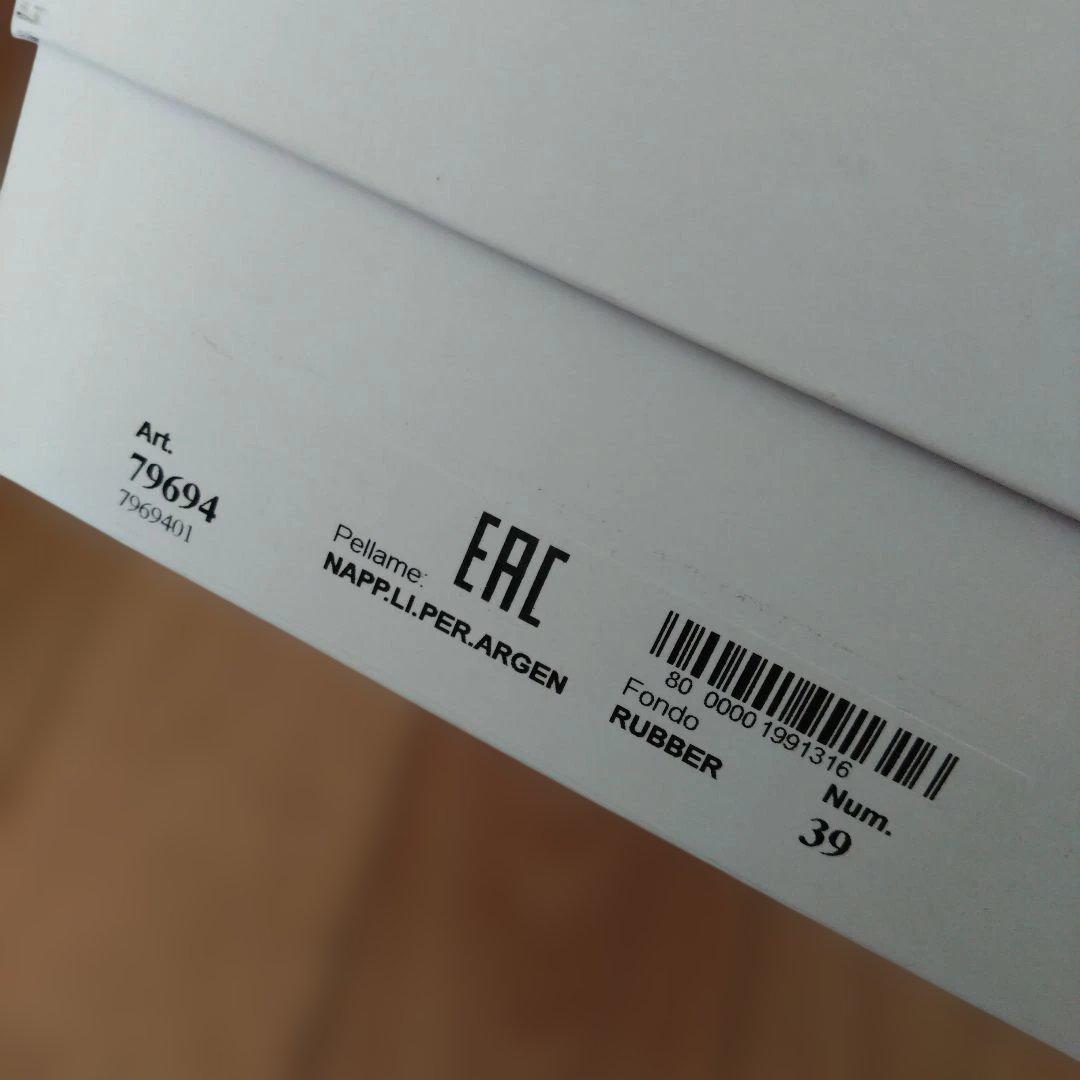 Art.
79694
7969401
Pellame:
NAPP.LI.PER.ARGEN
EAC
80 0000 1991316
Fondo
RUBBER
Num.
39